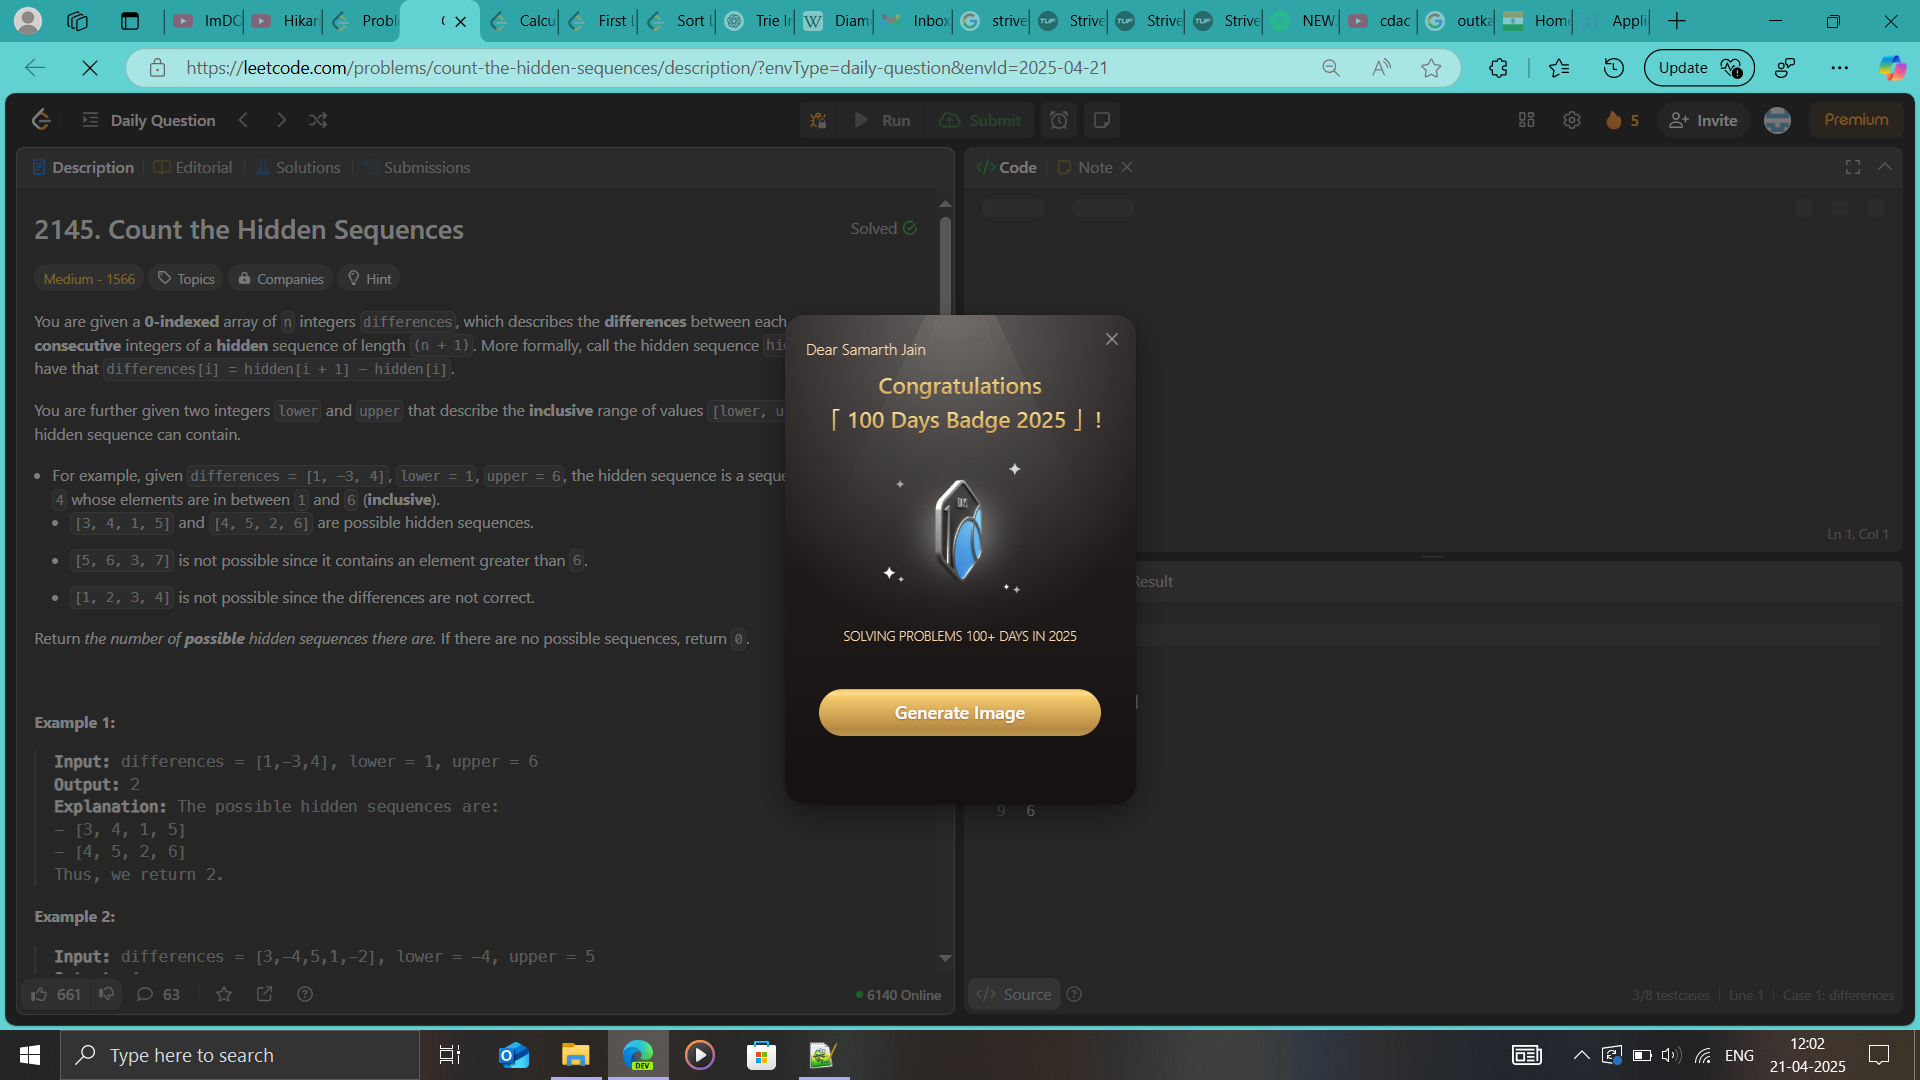 ImDC
Hikar
Probl
Calcu
First L
Sort L
Trie In
Diam
Inbox
strive
Strive
Strive
Strive
NEW
cdac
outka
Home
Appli
https://leetcode.com/problems/count-the-hidden-sequences/description/?envType=daily-question&envId=2025-04-21
Update
Daily Question
Run
Submit
5
Invite
Premium
Description
Editorial
Solutions
Submissions
Code
Note
2145. Count the Hidden Sequences
Solved
Medium - 1566
Topics
Companies
Hint
You are given a 0-indexed array of n integers differences, which describes the differences between each
consecutive integers of a hidden sequence of length (n + 1). More formally, call the hidden sequence hi
have that differences[i] = hidden[i + 1] - hidden[i].
You are further given two integers lower and upper that describe the inclusive range of values [lower, u
hidden sequence can contain.
• For example, given differences = [1, -3, 4], lower = 1, upper = 6, the hidden sequence is a seque
4 whose elements are in between 1 and 6 (inclusive).
• [3, 4, 1, 5] and [4, 5, 2, 6] are possible hidden sequences.
• [5, 6, 3, 7] is not possible since it contains an element greater than 6.
• [1, 2, 3, 4] is not possible since the differences are not correct.
Return the number of possible hidden sequences there are. If there are no possible sequences, return 0.
Example 1:
Input: differences = [1,-3,4], lower = 1, upper = 6
Output: 2
Explanation: The possible hidden sequences are:
- [3, 4, 1, 5]
- [4, 5, 2, 6]
Thus, we return 2.
Example 2:
Input: differences = [3,-4,5,1,-2], lower = -4, upper = 5
661
63
6140 Online
Dear Samarth Jain
Congratulations
「 100 Days Badge 2025 」 !
SOLVING PROBLEMS 100+ DAYS IN 2025
Generate Image
Ln 1, Col 1
Result
]
9 6
Source
3/8 testcases
Line 1
Case 1: differences
Type here to search
DEV
ENG
12:02
21-04-2025